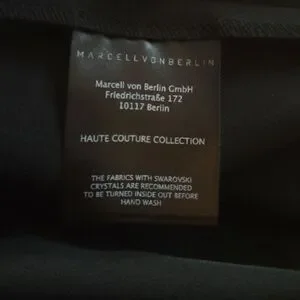 MARCELLVONBERLIN
Marcell von Berlin GmbH
Friedrichstraße 172
10117 Berlin
HAUTE COUTURE COLLECTION
THE FABRICS WITH SWAROVSKI
CRYSTALS ARE RECOMMENDED
TO BE TURNED INSIDE OUT BEFORE
HAND WASH